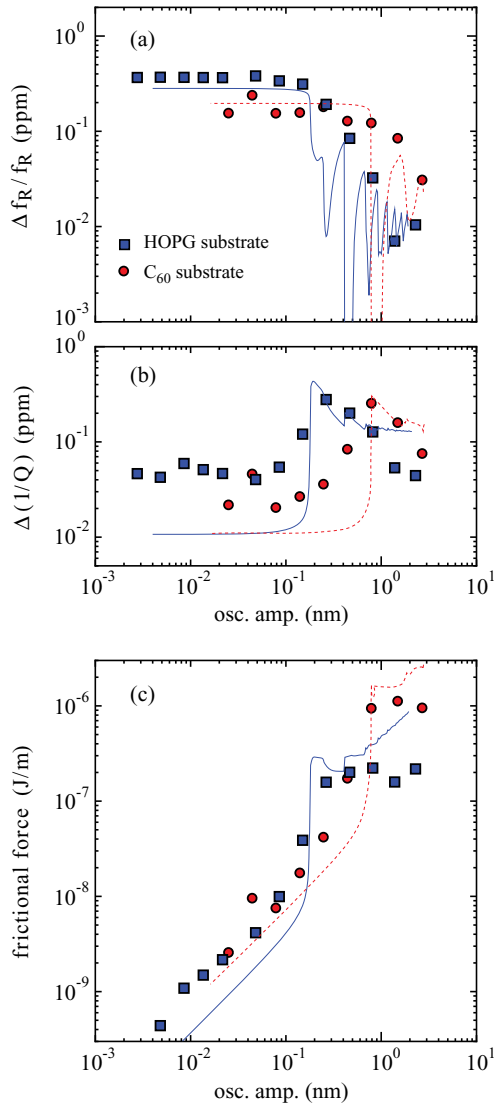 (a)
10^0
10^-1
10^-2
10^-3
Δ f_R / f_R (ppm)
HOPG substrate
C_60 substrate
(b)
10^0
10^-1
10^-2
Δ (1/Q) (ppm)
10^-3 10^-2 10^-1 10^0 10^1
osc. amp. (nm)
(c)
10^-6
10^-7
10^-8
10^-9
frictional force (J/m)
10^-3 10^-2 10^-1 10^0 10^1
osc. amp. (nm)